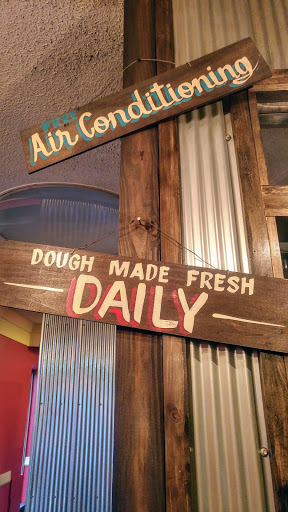 FREE
Air Conditioning
DOUGH MADE FRESH
DAILY